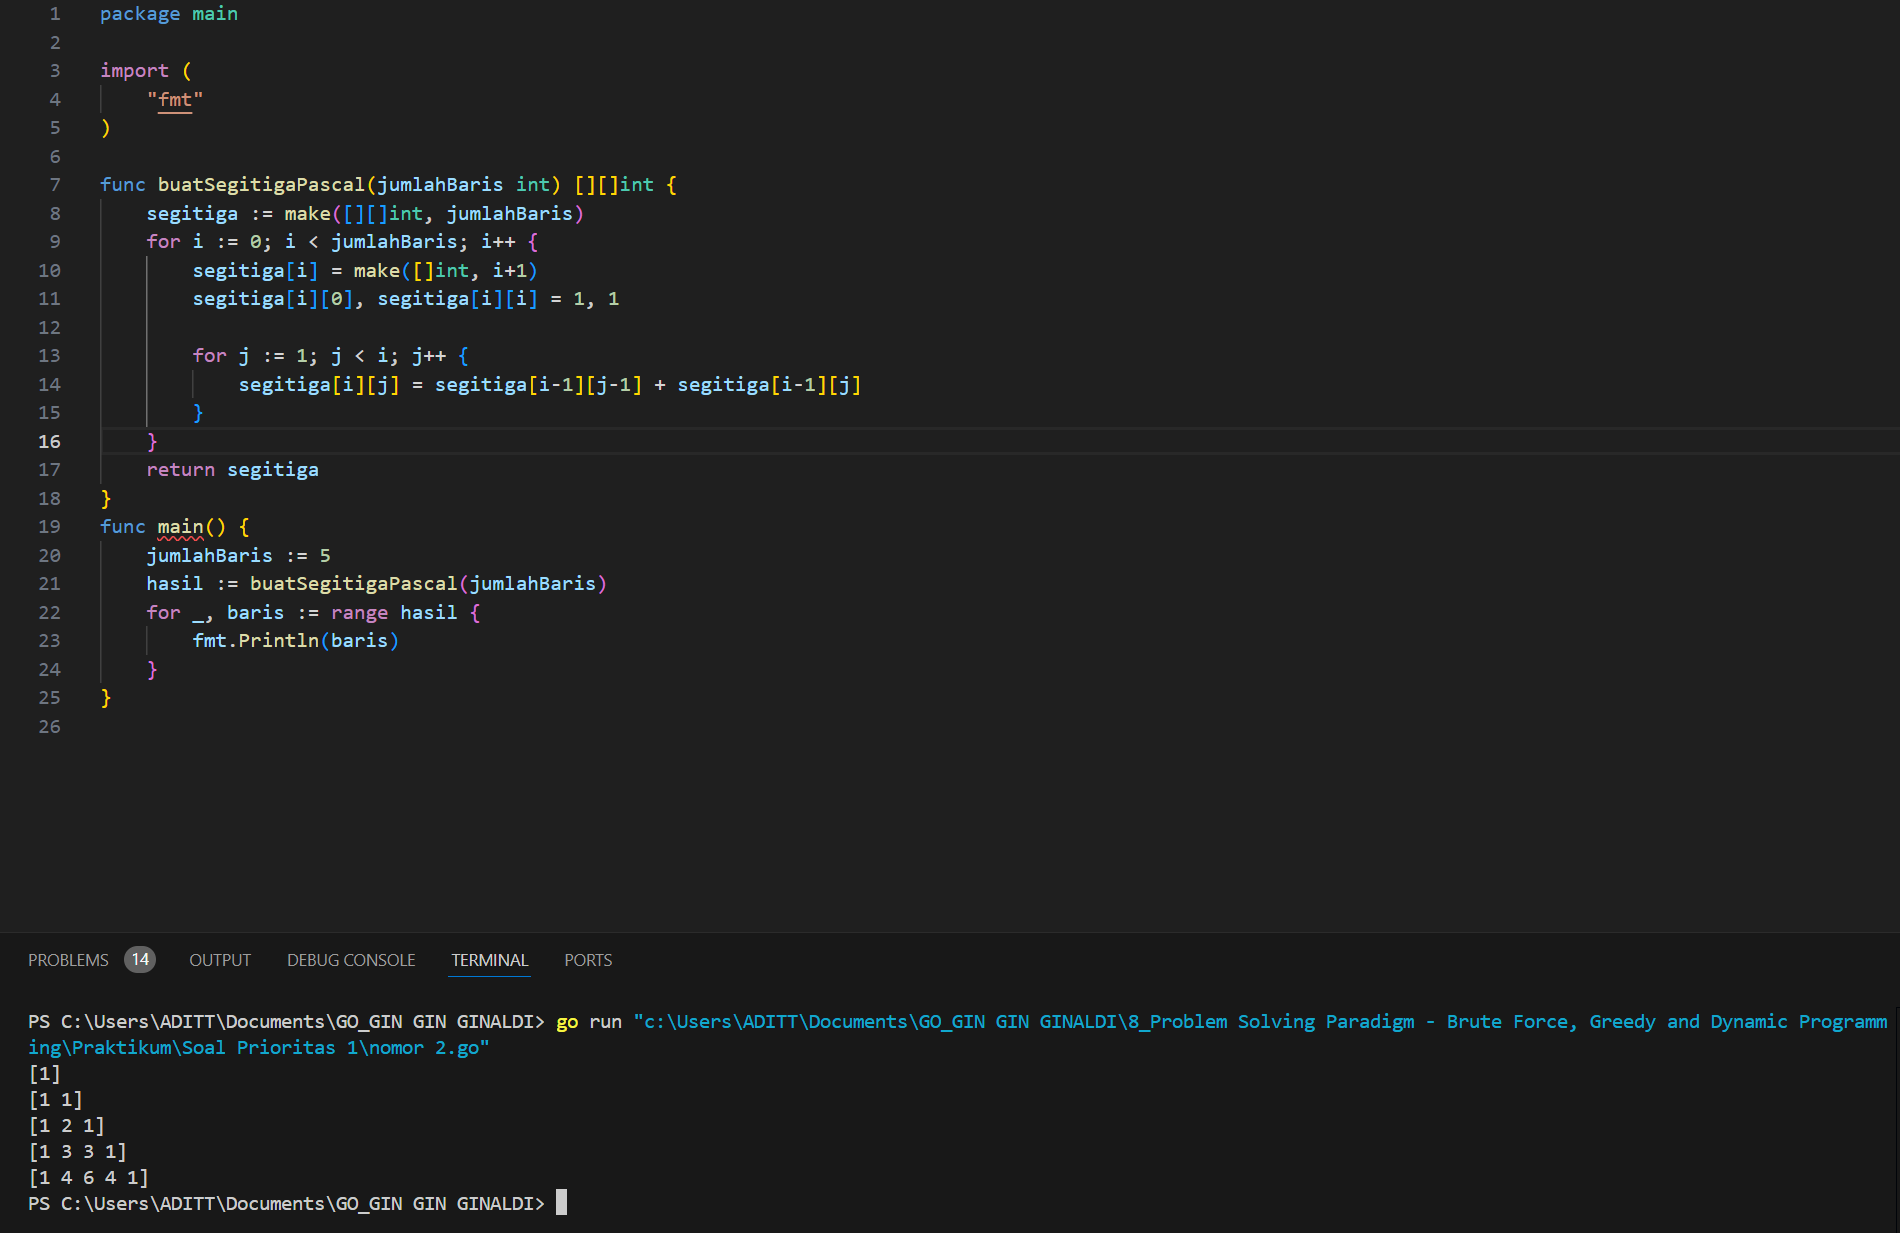 1 package main
2
3 import (
4     "fmt"
5 )
6
7 func buatSegitigaPascal(jumlahBaris int) [][]int {
8     segitiga := make([][]int, jumlahBaris)
9     for i := 0; i < jumlahBaris; i++ {
10         segitiga[i] = make([]int, i+1)
11         segitiga[i][0], segitiga[i][i] = 1, 1
12
13         for j := 1; j < i; j++ {
14             segitiga[i][j] = segitiga[i-1][j-1] + segitiga[i-1][j]
15         }
16     }
17     return segitiga
18 }
19 func main() {
20     jumlahBaris := 5
21     hasil := buatSegitigaPascal(jumlahBaris)
22     for _, baris := range hasil {
23         fmt.Println(baris)
24     }
25 }
26
PROBLEMS 14 OUTPUT DEBUG CONSOLE TERMINAL PORTS
PS C:\Users\ADITT\Documents\GO_GIN GIN GINALDI> go run "c:\Users\ADITT\Documents\GO_GIN GIN GINALDI\8_Problem Solving Paradigm - Brute Force, Greedy and Dynamic Programm
ing\Praktikum\Soal Prioritas 1\nomor 2.go"
[1]
[1 1]
[1 2 1]
[1 3 3 1]
[1 4 6 4 1]
PS C:\Users\ADITT\Documents\GO_GIN GIN GINALDI>